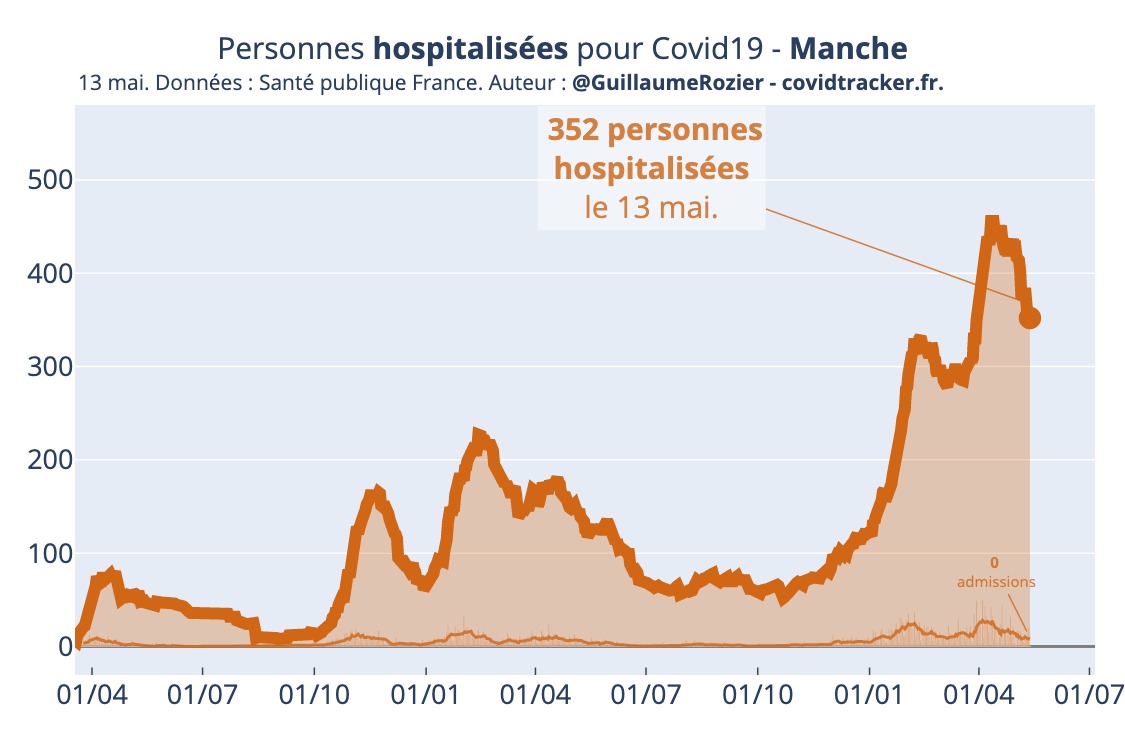 Personnes hospitalisées pour Covid19 - Manche
13 mai. Données : Santé publique France. Auteur : @GuillaumeRozier - covidtracker.fr.
352 personnes
hospitalisées
le 13 mai.
500
400
300
200
100
0
0
admissions
01/04 01/07 01/10 01/01 01/04 01/07 01/10 01/01 01/04 01/07